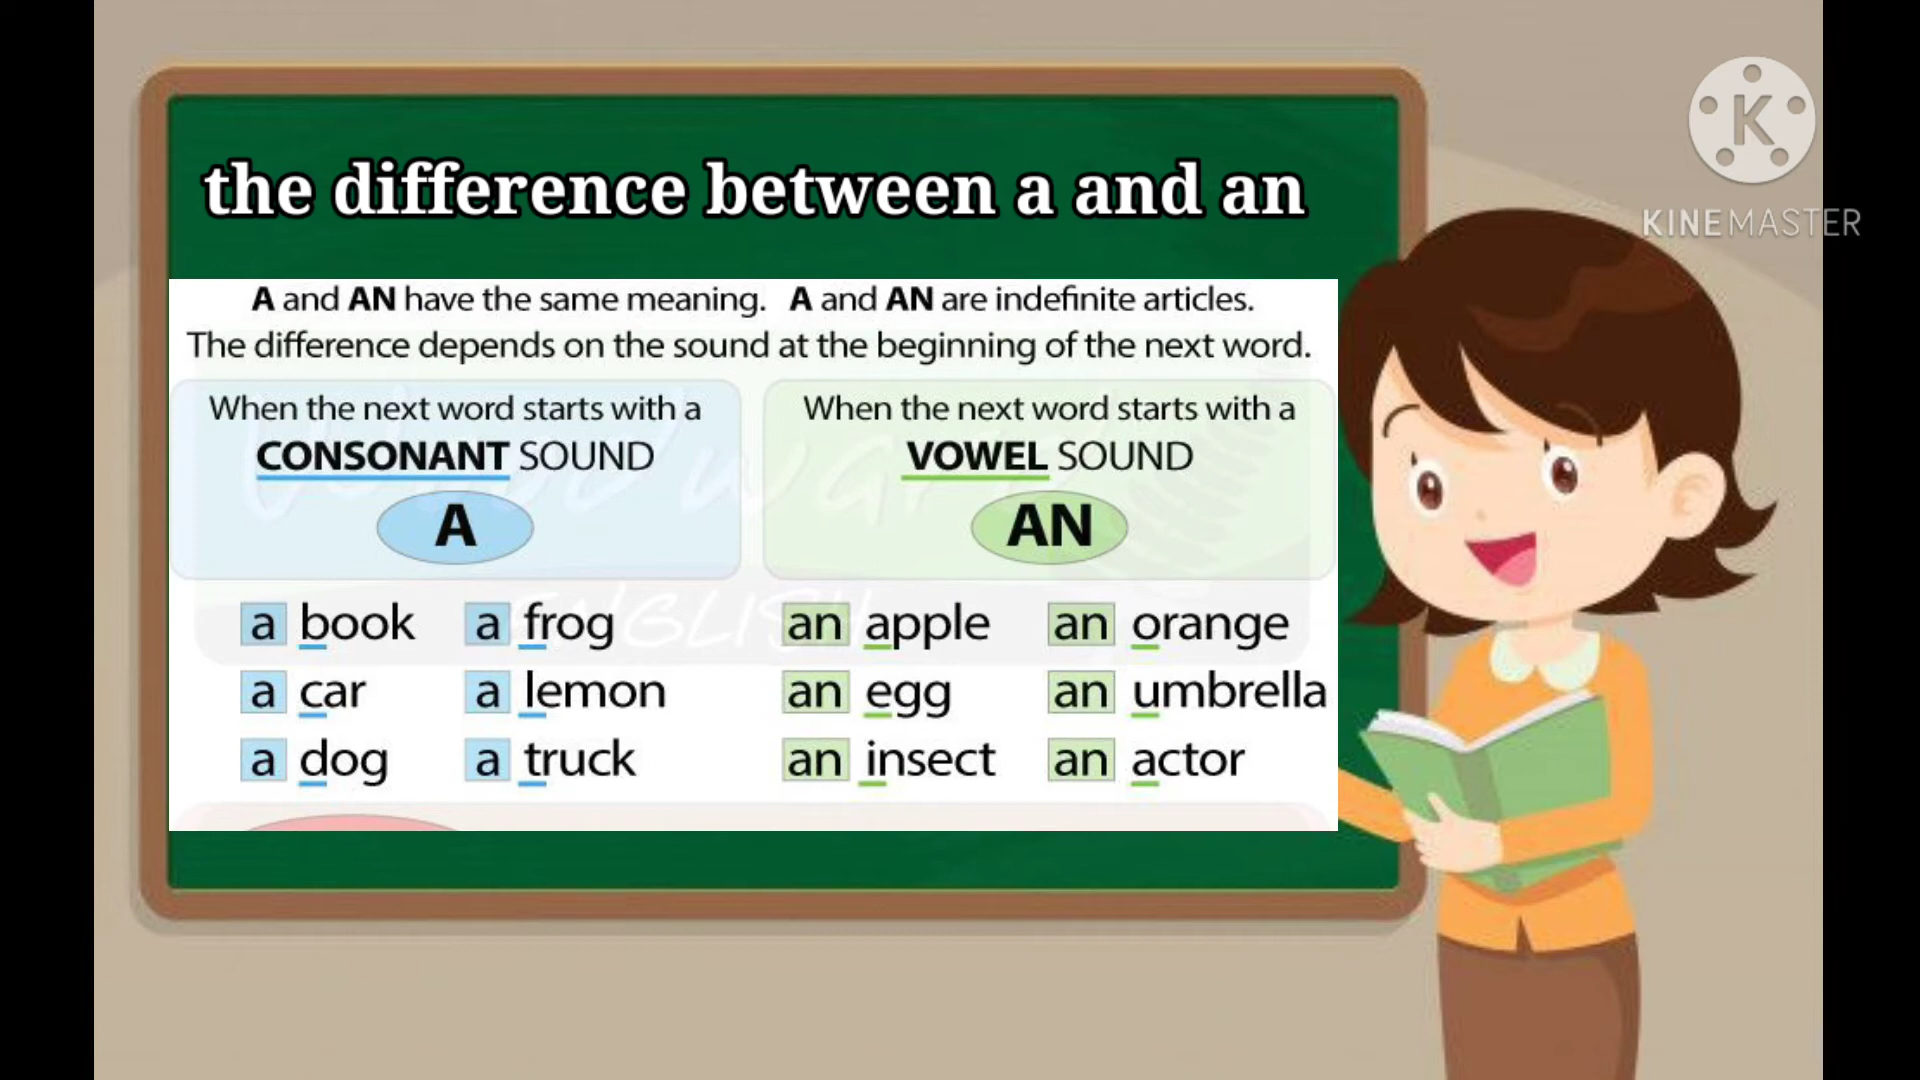 the difference between a and an
K
KINEMASTER
A and AN have the same meaning. A and AN are indefinite articles.
The difference depends on the sound at the beginning of the next word.
When the next word starts with a
CONSONANT SOUND
A
When the next word starts with a
VOWEL SOUND
AN
a book a frog
a car a lemon
a dog a truck
an apple an orange
an egg an umbrella
an insect an actor
ENGLISH